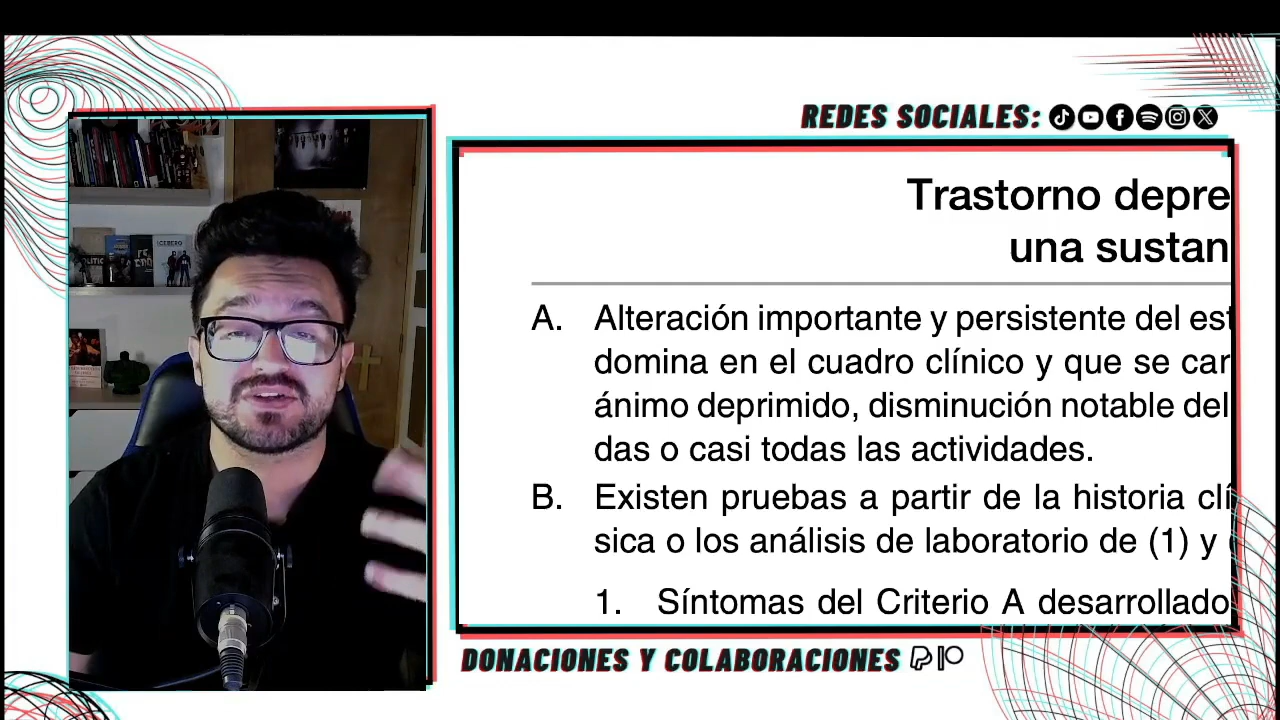 REDES SOCIALES:
Trastorno depre
una sustan
A. Alteración importante y persistente del est
domina en el cuadro clínico y que se car
ánimo deprimido, disminución notable del
das o casi todas las actividades.
B. Existen pruebas a partir de la historia clí
sica o los análisis de laboratorio de (1) y
1. Síntomas del Criterio A desarrollado
DONACIONES Y COLABORACIONES
ICEBERG